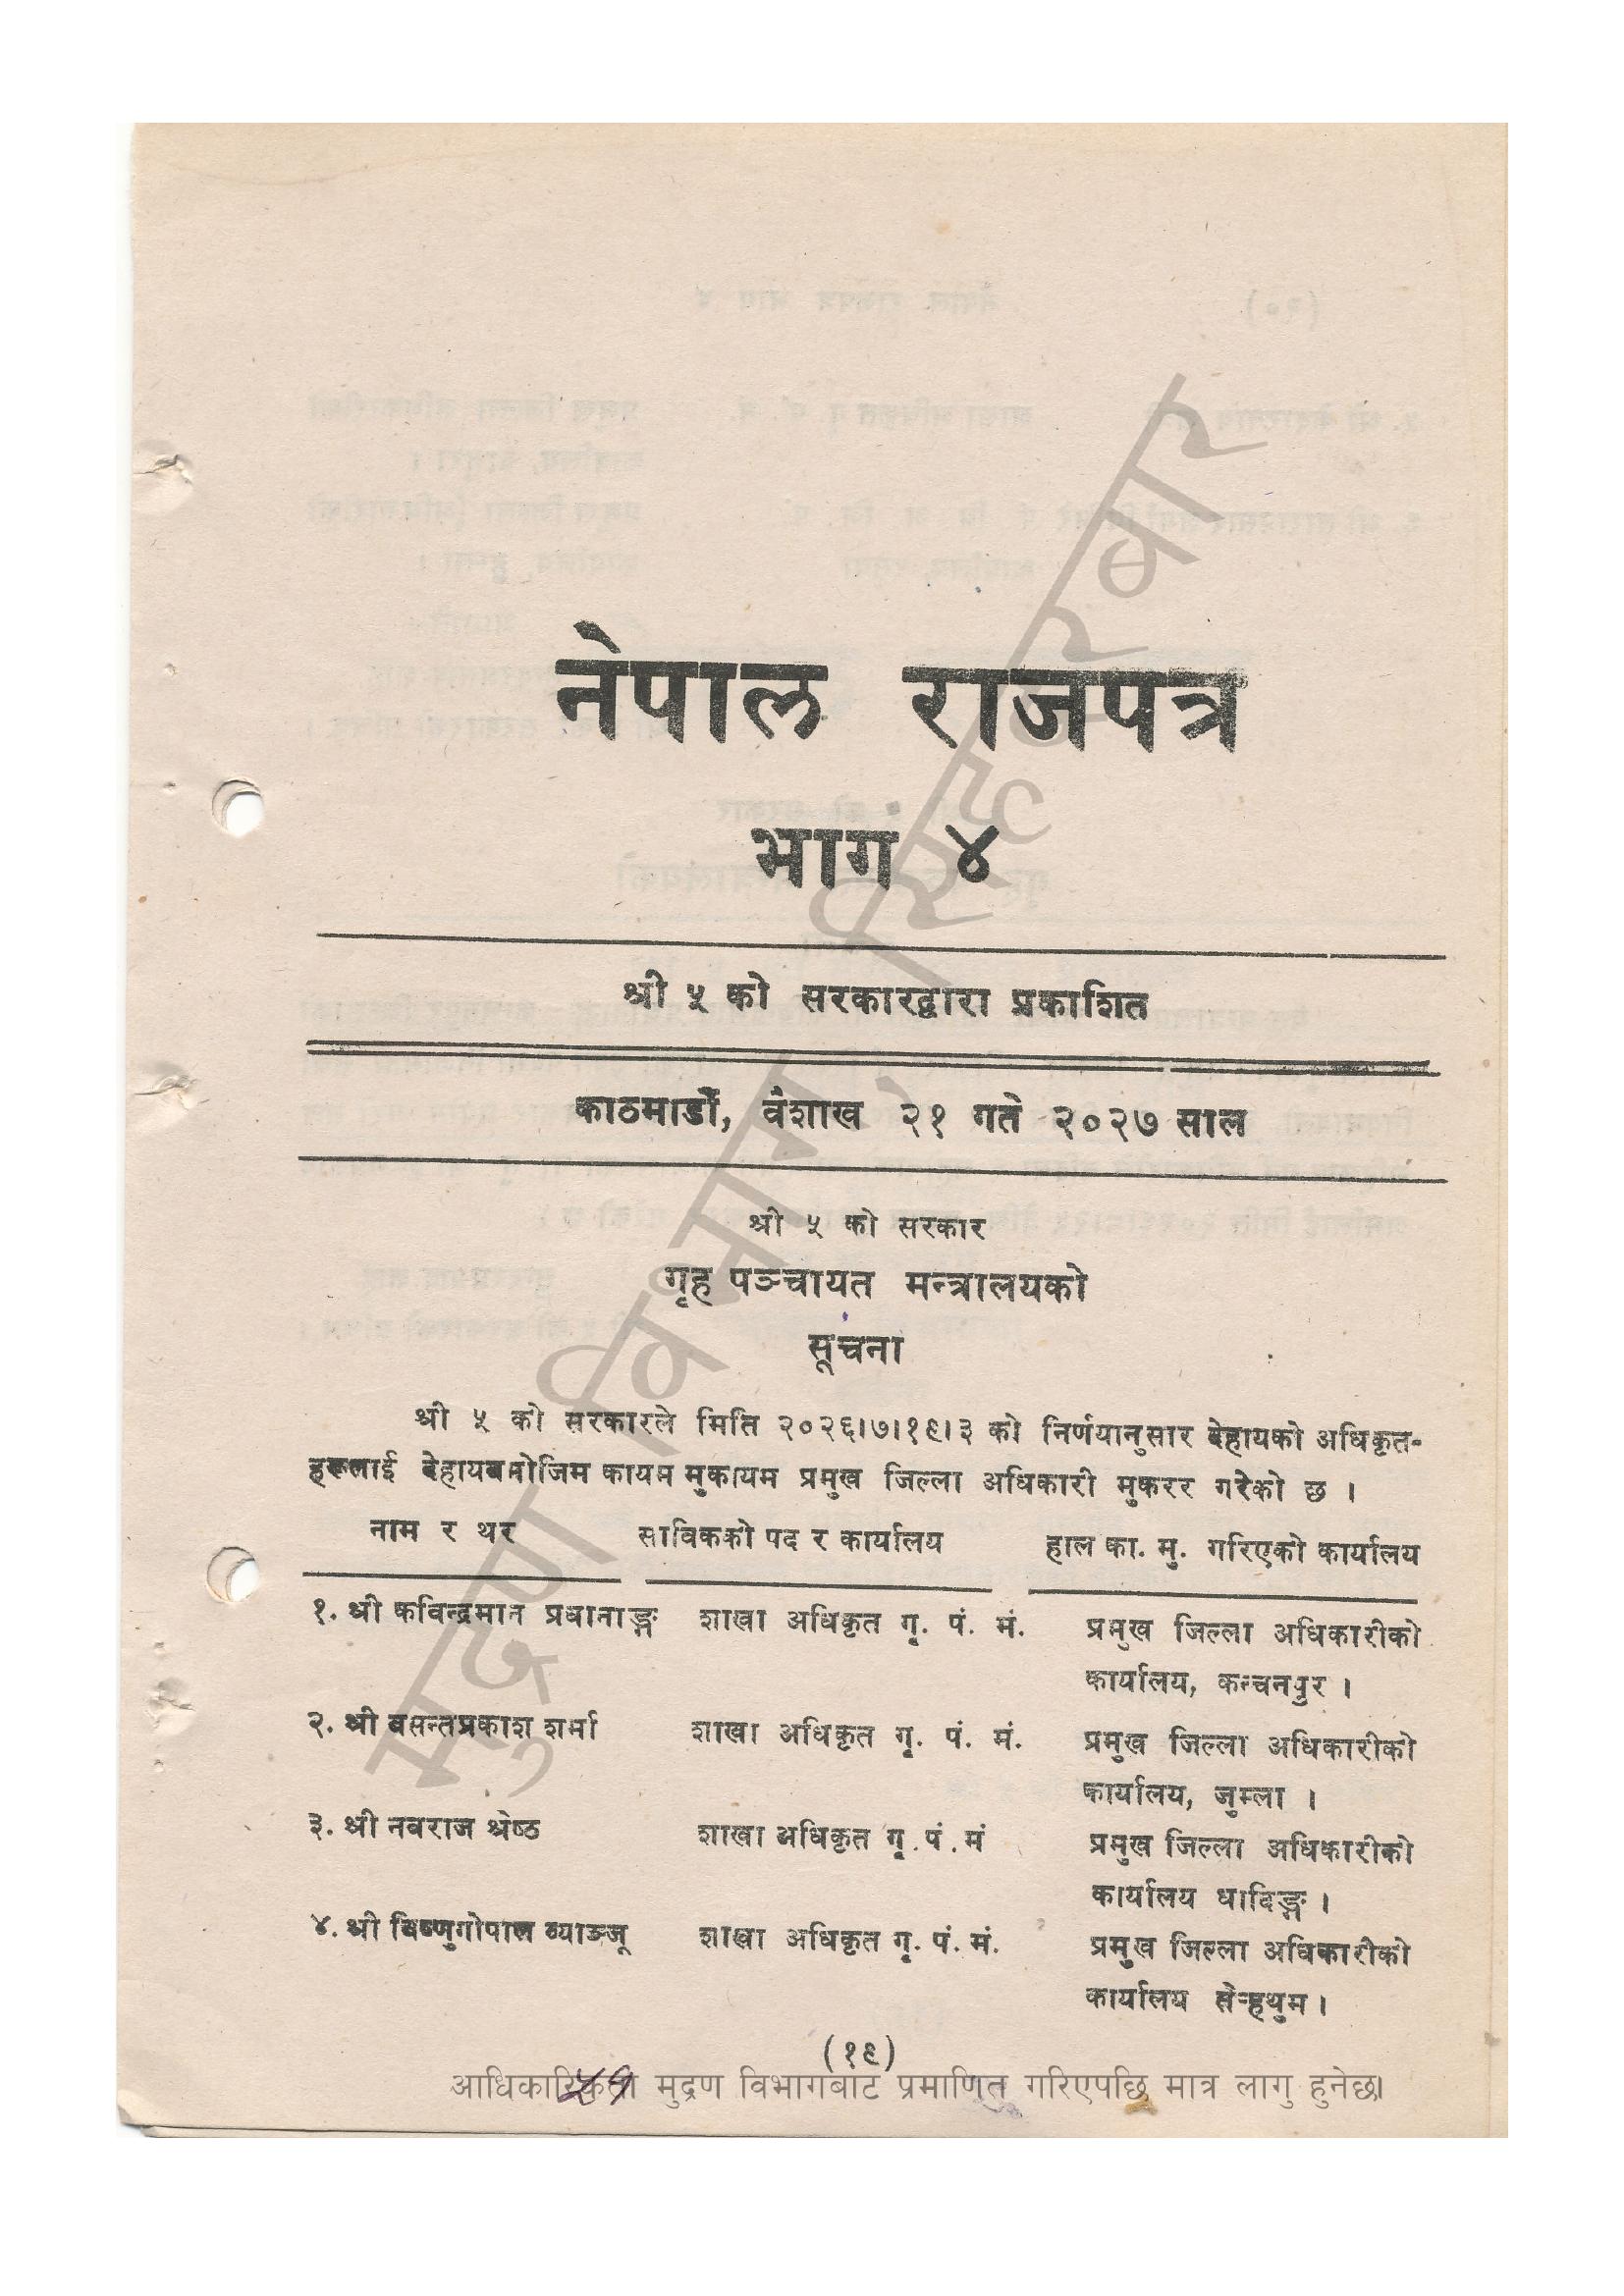 नेपाल राजपत्र
भाग ४
श्री ५ को सरकारद्वारा प्रकाशित
काठमाडौं, वैशाख २१ गते २०२७ साल
श्री ५ को सरकार
गृह पञ्चायत मन्त्रालयको
सूचना
श्री ५ को सरकारले मिति २०२६।७।१९।३ को निर्णयानुसार देहायको अधिकृत-
हरूलाई देहायबमोजिम कायम मुकायम प्रमुख जिल्ला अधिकारी मुकरर गरेको छ ।
नाम र थर साविकको पद र कार्यालय हाल का. मु. गरिएको कार्यालय
१. श्री कविन्द्रमान प्रधानाङ्ग शाखा अधिकृत गृ. पं. मं. प्रमुख जिल्ला अधिकारीको
कार्यालय, कन्चनपुर ।
२. श्री बसन्तप्रकाश शर्मा शाखा अधिकृत गृ. पं. मं. प्रमुख जिल्ला अधिकारीको
कार्यालय, जुम्ला ।
३. श्री नवराज श्रेष्ठ शाखा अधिकृत गृ. पं. मं प्रमुख जिल्ला अधिकारीको
कार्यालय धादिङ्ग ।
४. श्री विष्णुगोपाल व्याञ्जू शाखा अधिकृत गृ. पं. मं. प्रमुख जिल्ला अधिकारीको
कार्यालय तेर्‍हथुम ।
(१९)
आधिकारिकता मुद्रण विभागबाट प्रमाणित गरिएपछि मात्र लागु हुनेछ।
मुद्रण विभाग, सिंहदरबार